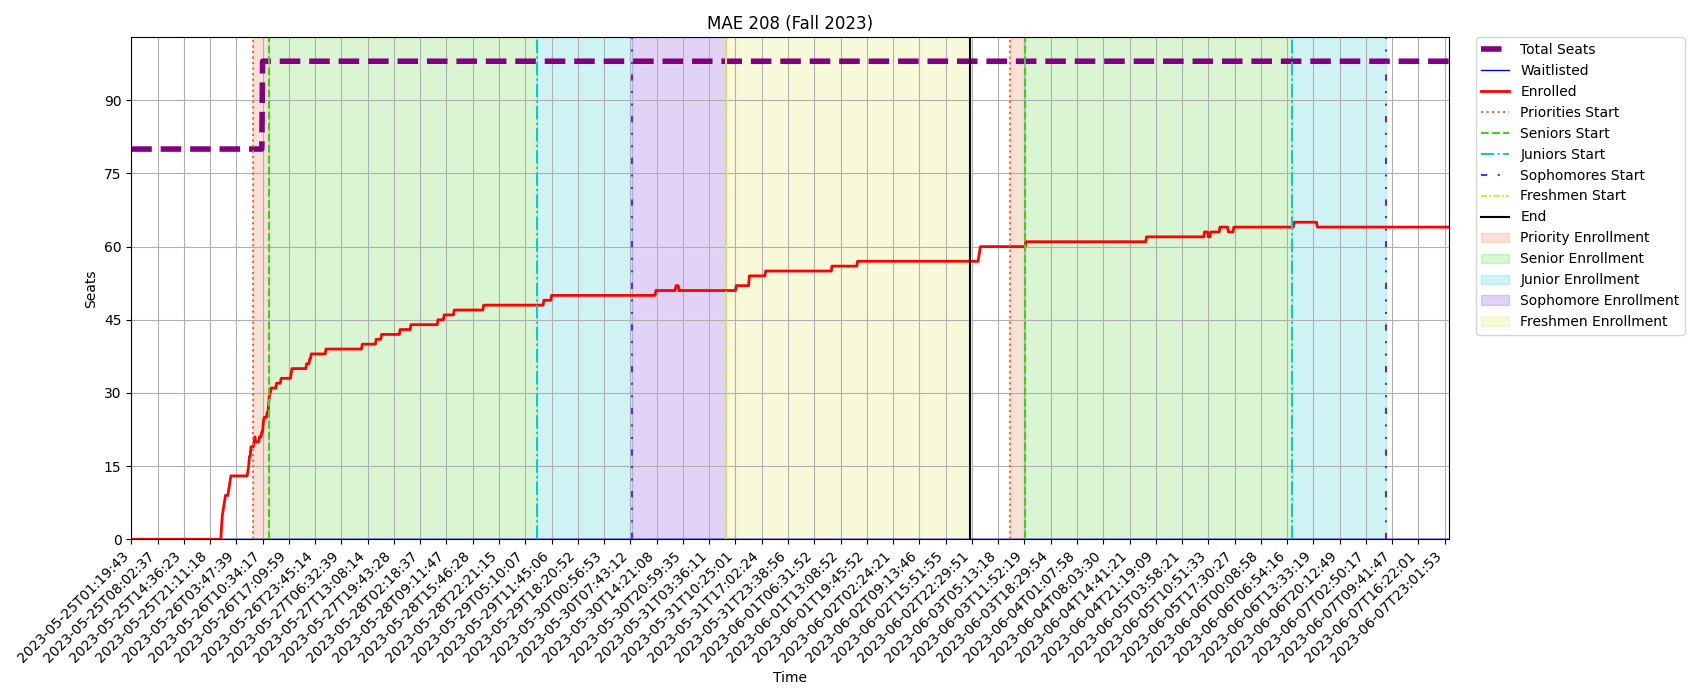 MAE 208 (Fall 2023)
Seats
90
75
60
45
30
15
0
2023-05-25T01:19:43
2023-05-25T08:02:37
2023-05-25T14:36:23
2023-05-25T21:11:18
2023-05-26T03:47:39
2023-05-26T10:34:17
2023-05-26T17:09:59
2023-05-26T23:45:14
2023-05-27T06:32:39
2023-05-27T13:08:14
2023-05-27T19:43:28
2023-05-28T02:18:37
2023-05-28T09:11:47
2023-05-28T15:46:28
2023-05-28T22:21:15
2023-05-29T05:10:07
2023-05-29T11:45:06
2023-05-29T18:20:52
2023-05-30T00:56:53
2023-05-30T07:43:12
2023-05-30T14:21:08
2023-05-30T20:59:35
2023-05-31T03:36:11
2023-05-31T10:25:01
2023-05-31T17:02:24
2023-05-31T23:38:56
2023-06-01T06:31:52
2023-06-01T13:08:52
2023-06-01T19:45:52
2023-06-02T02:24:21
2023-06-02T09:13:46
2023-06-02T15:51:55
2023-06-02T22:29:51
2023-06-03T05:13:18
2023-06-03T11:52:19
2023-06-03T18:29:54
2023-06-04T01:07:58
2023-06-04T08:03:30
2023-06-04T14:41:21
2023-06-04T21:19:09
2023-06-05T03:58:21
2023-06-05T10:51:33
2023-06-05T17:30:27
2023-06-06T00:08:58
2023-06-06T06:54:16
2023-06-06T13:33:19
2023-06-06T20:12:49
2023-06-07T02:50:17
2023-06-07T09:41:47
2023-06-07T16:22:01
2023-06-07T23:01:53
Time
Total Seats
Waitlisted
Enrolled
Priorities Start
Seniors Start
Juniors Start
Sophomores Start
Freshmen Start
End
Priority Enrollment
Senior Enrollment
Junior Enrollment
Sophomore Enrollment
Freshmen Enrollment